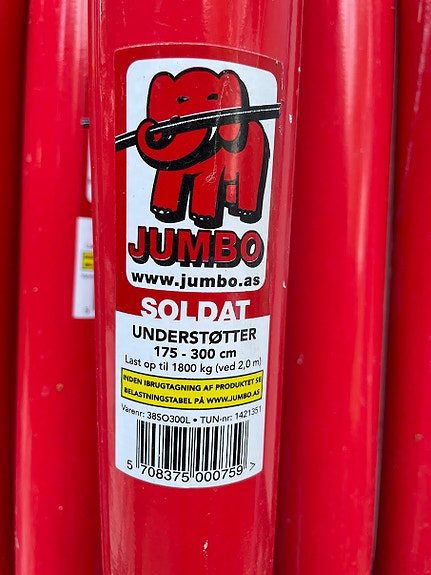 JUMBO
www.jumbo.as
SOLDAT
UNDERSTØTTER
175 - 300 cm
Last op til 1800 kg (ved 2,0 m)
INDEN IBRUGTAGNING AF PRODUKTET SE
BELASTNINGSTABEL PÅ WWW.JUMBO.AS
Varenr: 38SO300L • TUN-nr: 1421351
5 708375 000759 >